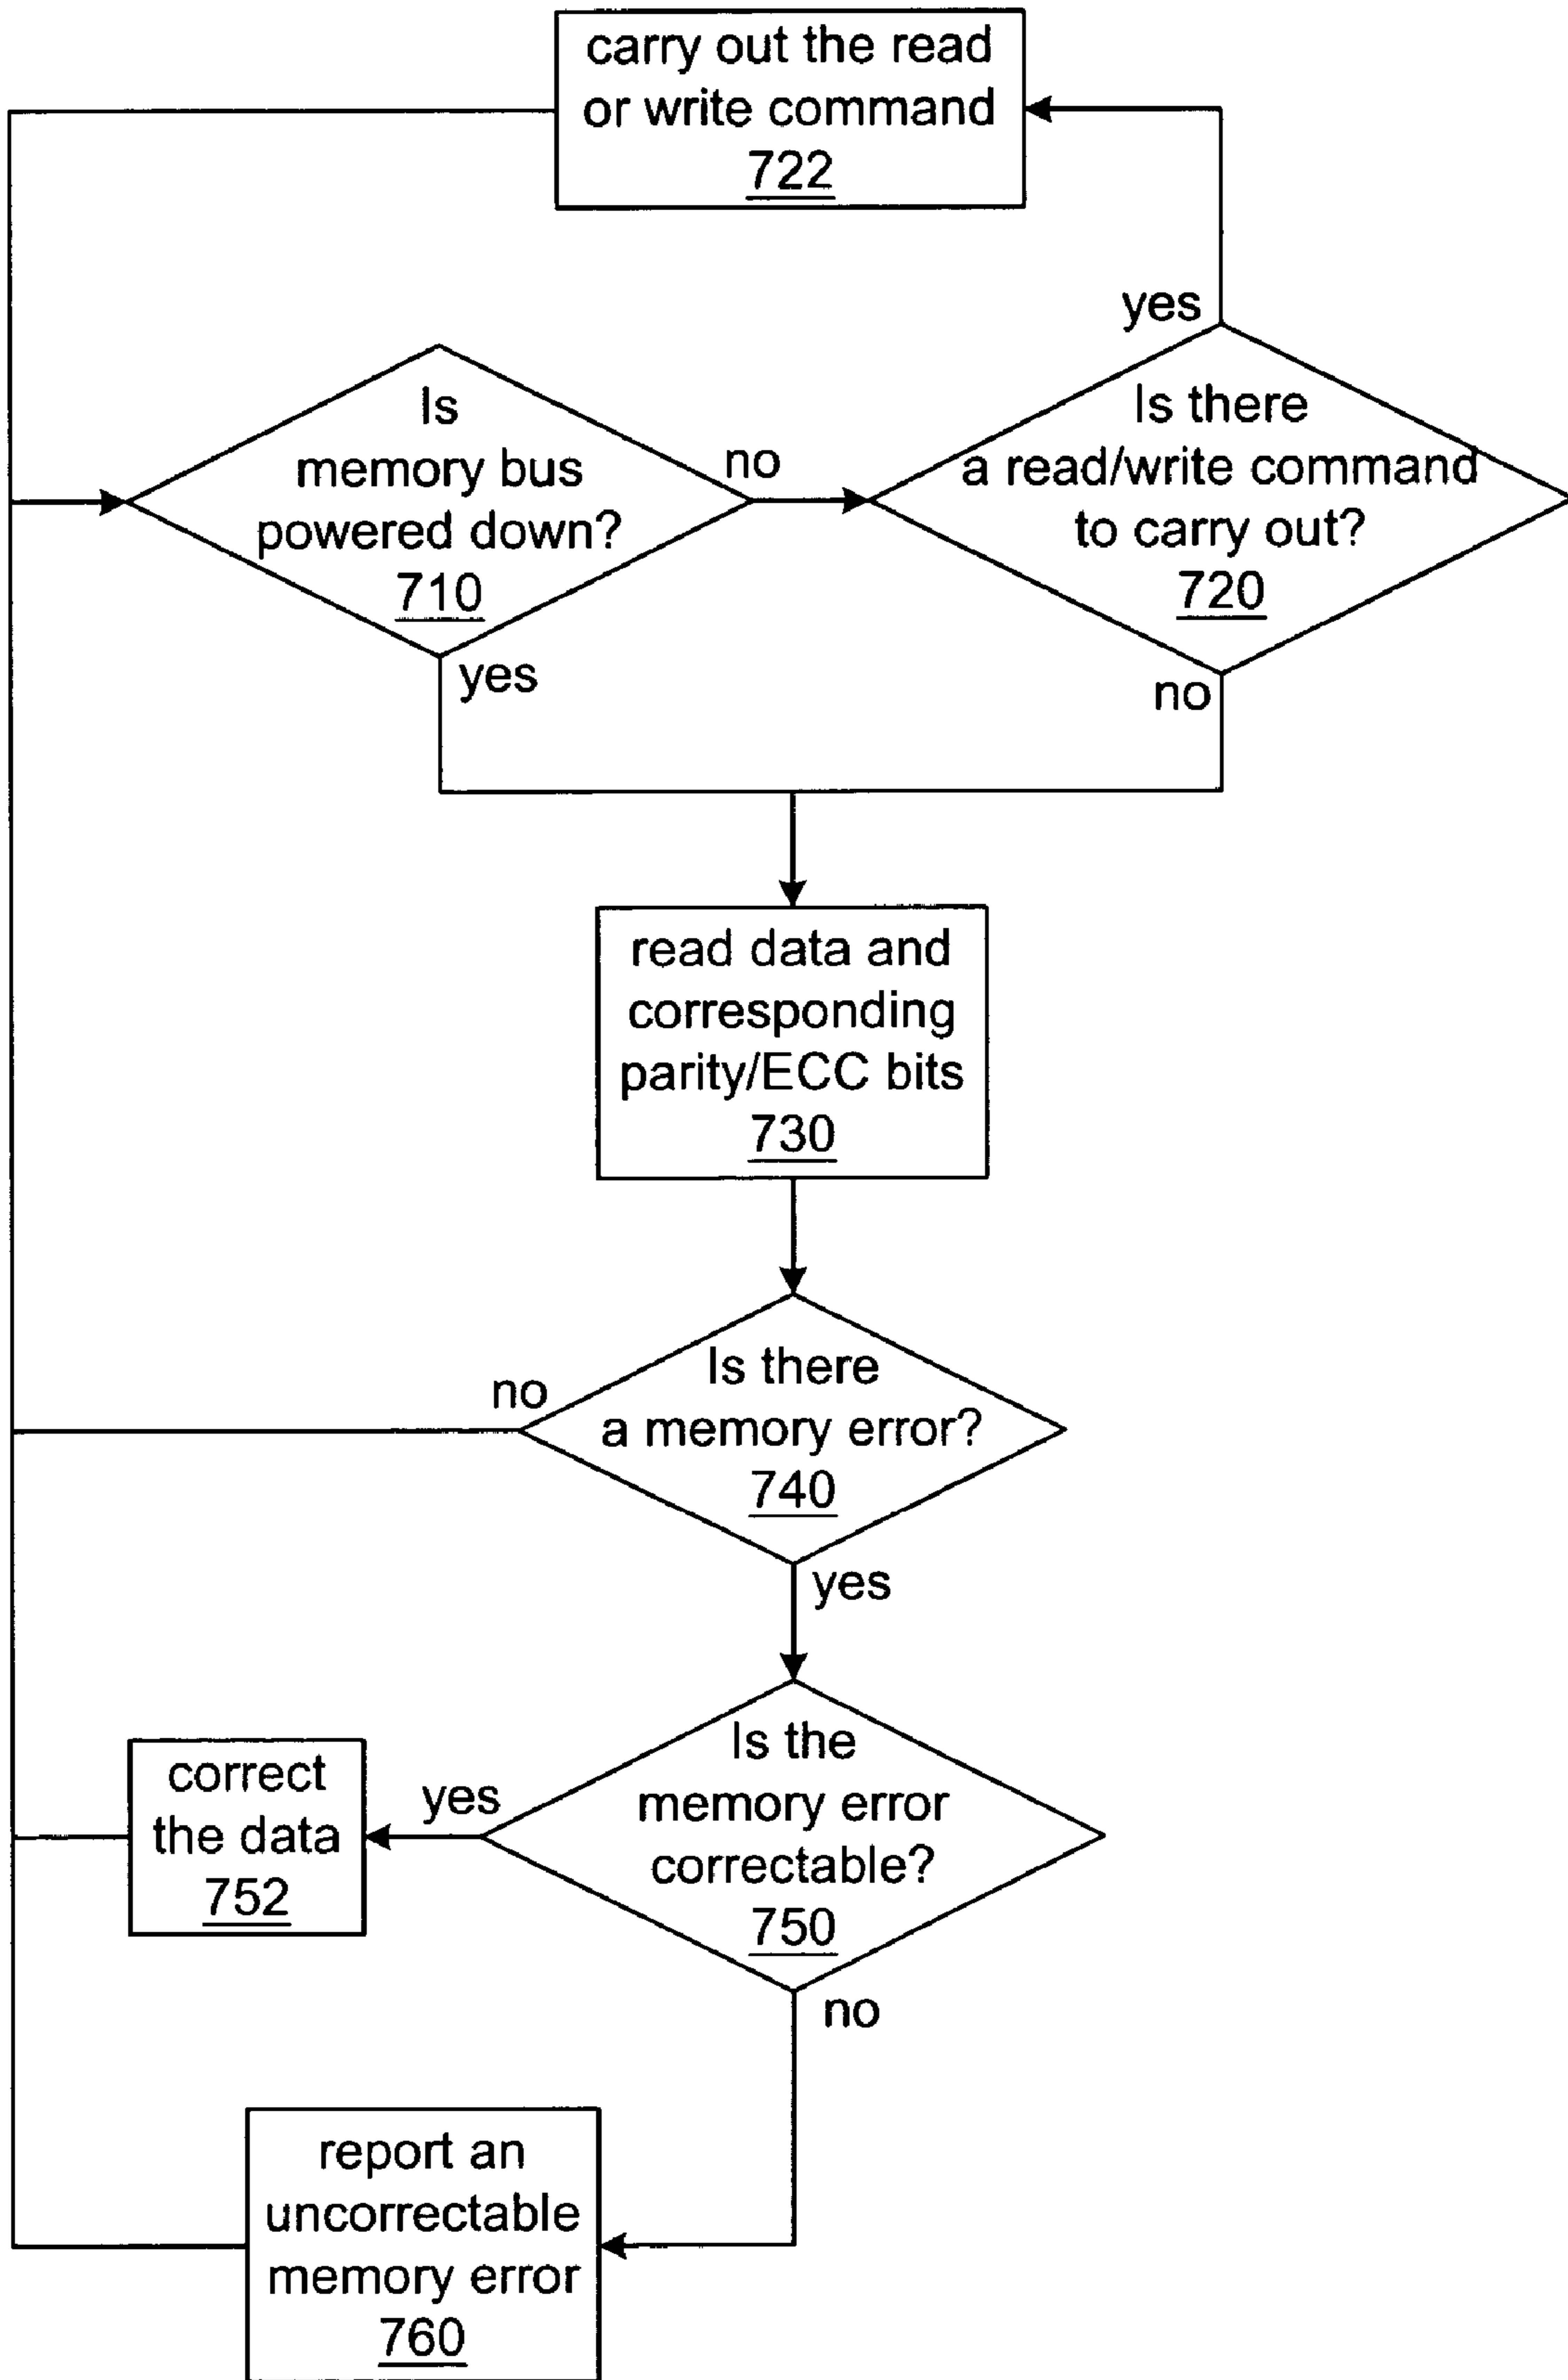 carry out the read
or write command
722
yes
Is
memory bus
powered down?
710
no
Is there
a read/write command
to carry out?
720
yes
no
read data and
corresponding
parity/ECC bits
730
Is there
a memory error?
740
no
yes
Is the
memory error
correctable?
750
yes
correct
the data
752
no
report an
uncorrectable
memory error
760